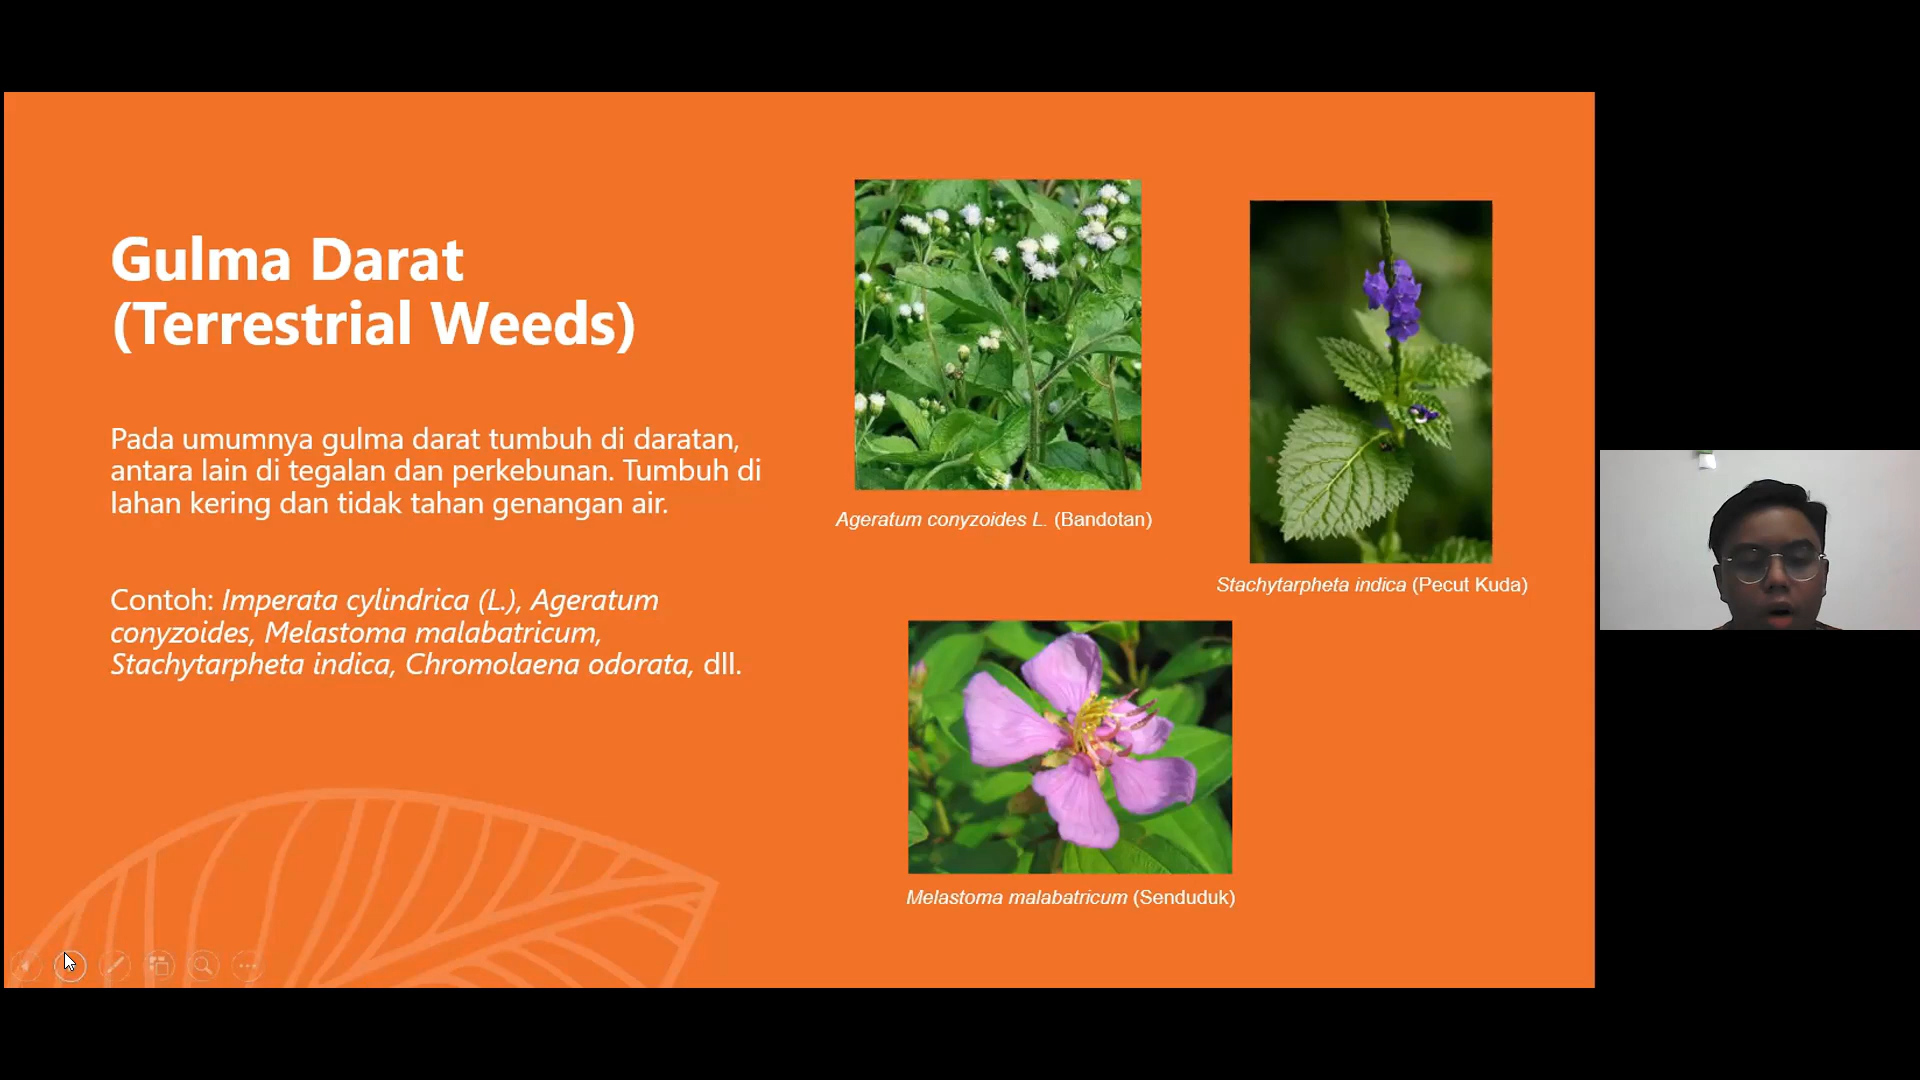 Gulma Darat
(Terrestrial Weeds)
Pada umumnya gulma darat tumbuh di daratan,
antara lain di tegalan dan perkebunan. Tumbuh di
lahan kering dan tidak tahan genangan air.
Contoh: Imperata cylindrica (L.), Ageratum
conyzoides, Melastoma malabatricum,
Stachytarpheta indica, Chromolaena odorata, dll.
Ageratum conyzoides L. (Bandotan)
Stachytarpheta indica (Pecut Kuda)
Melastoma malabatricum (Senduduk)